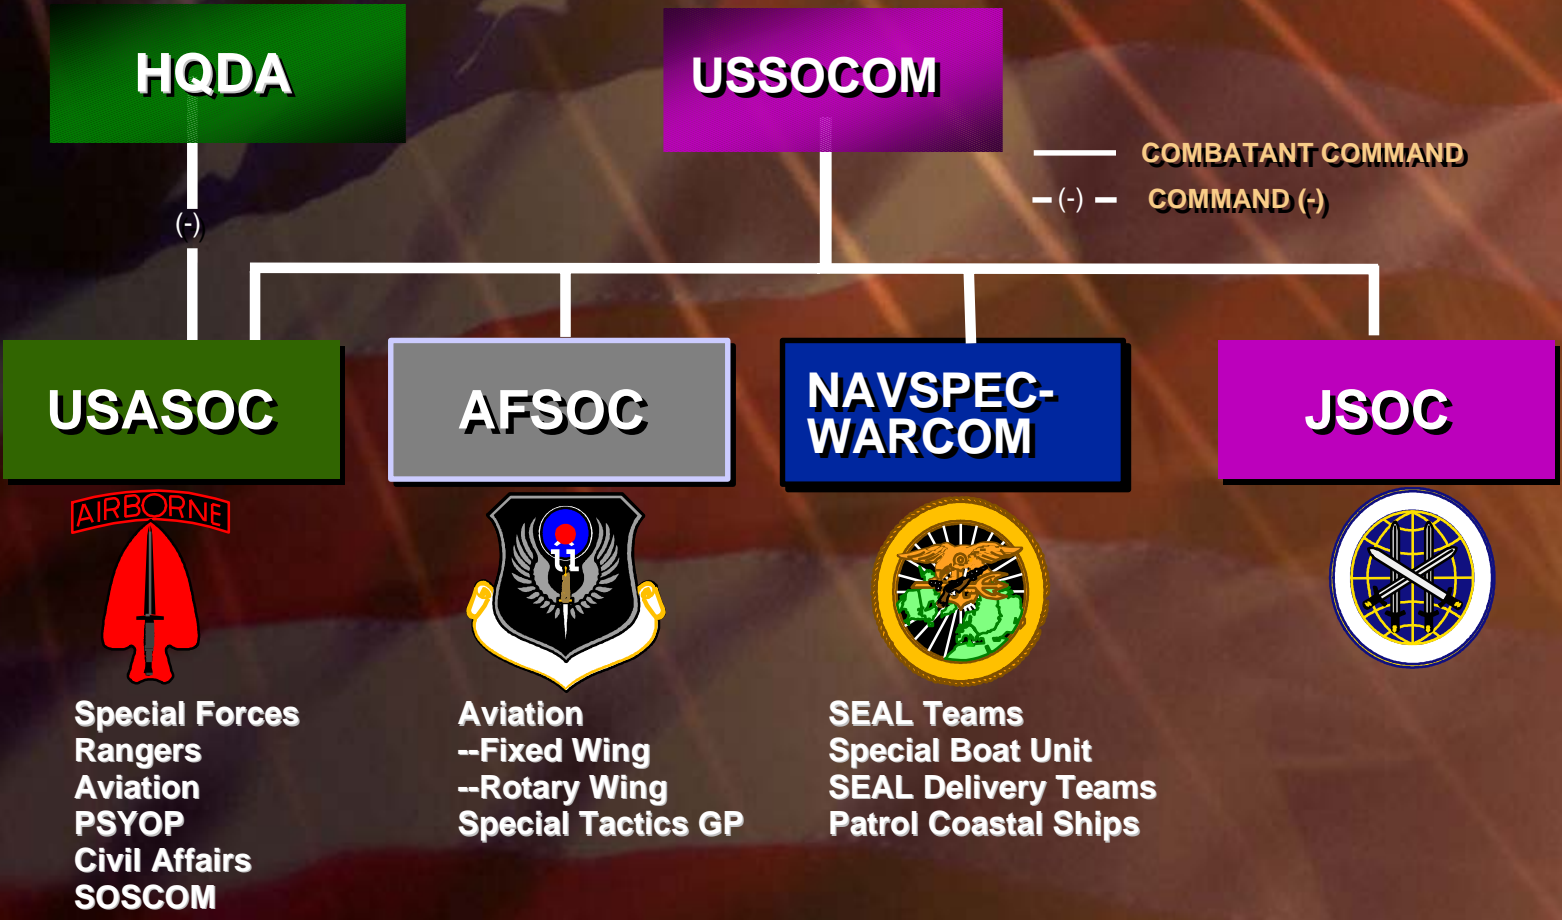 HQDA
USSOCOM
COMBATANT COMMAND
(-)
COMMAND (-)
(-)
USASOC
AFSOC
NAVSPEC-
WARCOM
JSOC
AIRBORNE
Special Forces
Rangers
Aviation
PSYOP
Civil Affairs
SOSCOM
Aviation
--Fixed Wing
--Rotary Wing
Special Tactics GP
SEAL Teams
Special Boat Unit
SEAL Delivery Teams
Patrol Coastal Ships